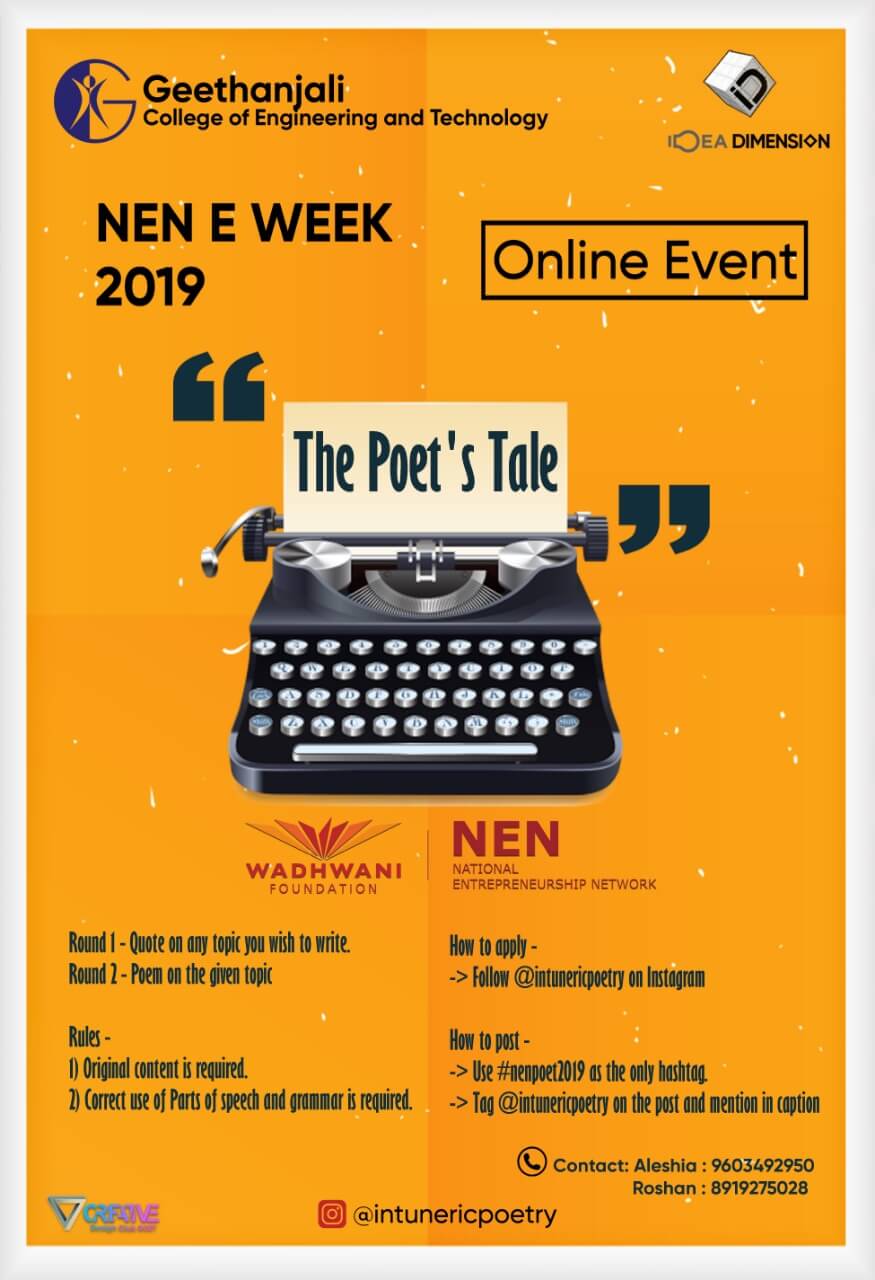 Geethanjali
College of Engineering and Technology
iD
IDEA DIMENSION
NEN E WEEK
2019
Online Event
“
The Poet's Tale
”
WADHWANI
FOUNDATION
NEN
NATIONAL
ENTREPRENEURSHIP NETWORK
Round 1 - Quote on any topic you wish to write.
Round 2 - Poem on the given topic
Rules -
1) Original content is required.
2) Correct use of Parts of speech and grammar is required.
How to apply -
-> Follow @intunericpoetry on Instagram
How to post -
-> Use #nenpoet2019 as the only hashtag.
-> Tag @intunericpoetry on the post and mention in caption
Contact: Aleshia : 9603492950
Roshan : 8919275028
@intunericpoetry